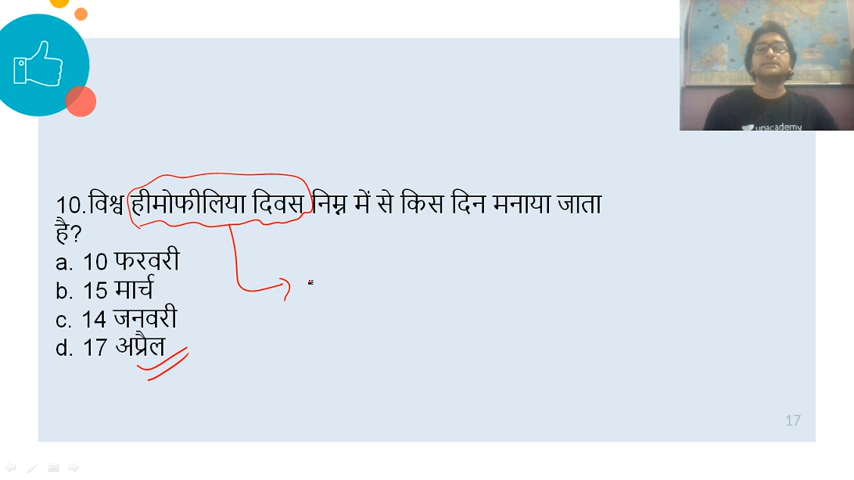 unacademy
10.विश्व हीमोफीलिया दिवस निम्न में से किस दिन मनाया जाता
है?
a. 10 फरवरी
b. 15 मार्च
c. 14 जनवरी
d. 17 अप्रैल
17